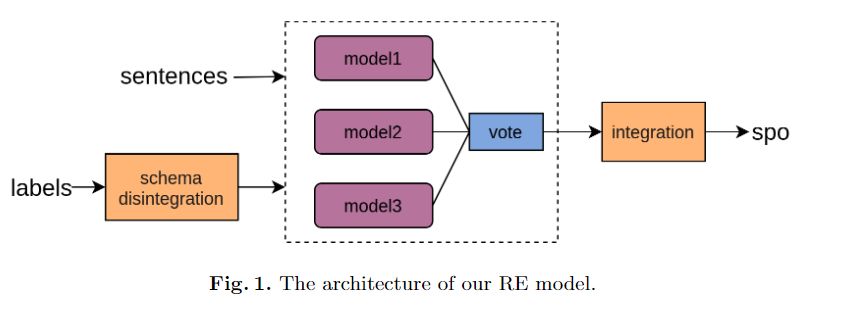 sentences
labels
schema
disintegration
model1
model2
model3
vote
integration
spo
Fig. 1. The architecture of our RE model.